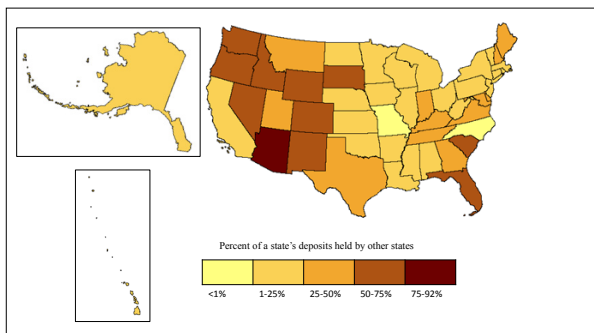 Percent of a state's deposits held by other states
<1% 1-25% 25-50% 50-75% 75-92%